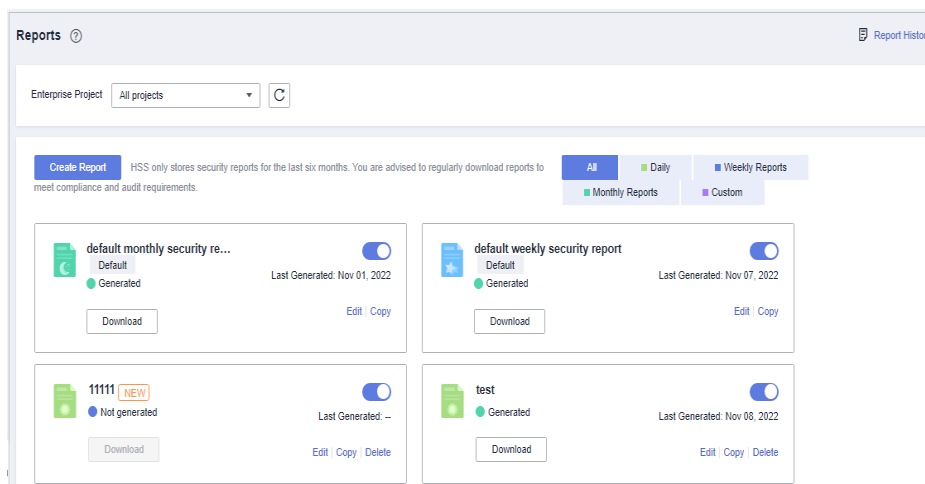 Reports ?
Report Histor
Enterprise Project All projects
Create Report HSS only stores security reports for the last six months. You are advised to regularly download reports to
meet compliance and audit requirements.
All Daily Weekly Reports
Monthly Reports Custom
default monthly security re...
Default
Generated
Last Generated: Nov 01, 2022
Download
Edit Copy
default weekly security report
Default
Generated
Last Generated: Nov 07, 2022
Download
Edit Copy
11111 NEW
Not generated
Last Generated: --
Download
Edit Copy Delete
test
Generated
Last Generated: Nov 08, 2022
Download
Edit Copy Delete